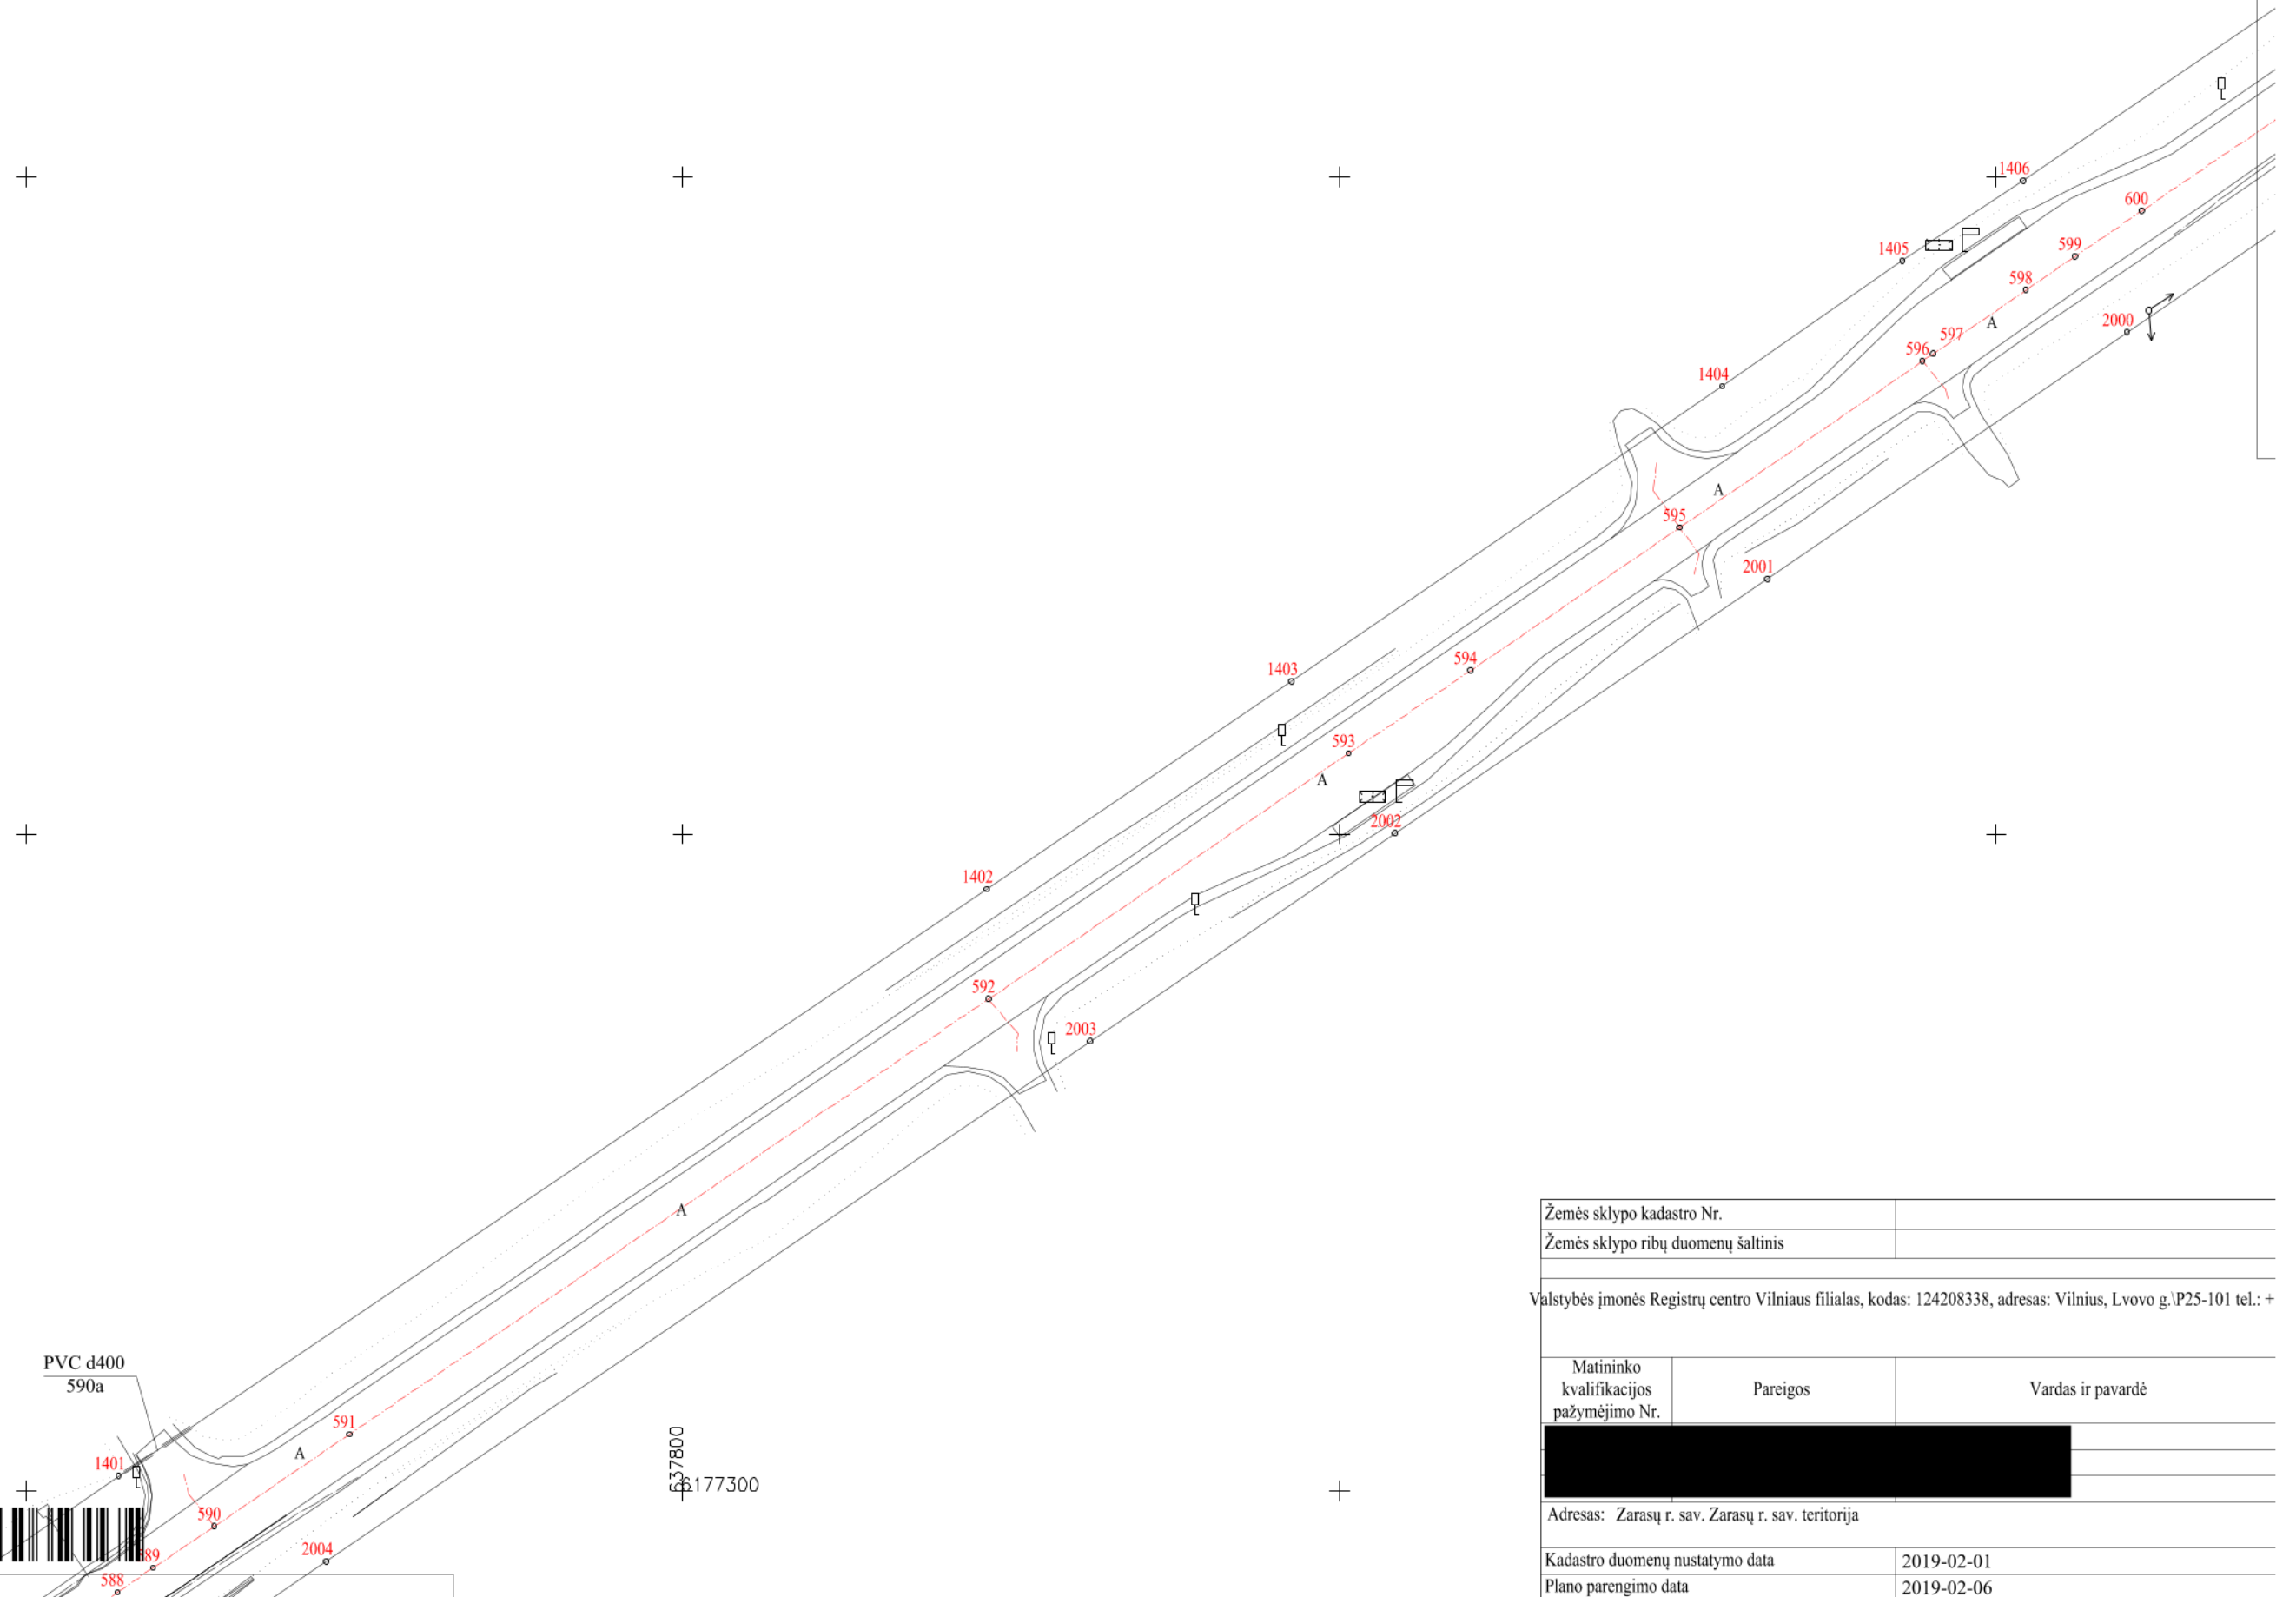 1406
600
1405
599
598
A
2000
597
596
1404
A
595
2001
1403
594
593
A
2002
1402
592
2003
A
PVC d400
590a
591
A
1401
637800
6177300
590
589
588
2004
Žemės sklypo kadastro Nr.
Žemės sklypo ribų duomenų šaltinis
Valstybės įmonės Registrų centro Vilniaus filialas, kodas: 124208338, adresas: Vilnius, Lvovo g.\P25-101 tel.: +
Matininko
kvalifikacijos
pažymėjimo Nr.
Pareigos
Vardas ir pavardė
Adresas: Zarasų r. sav. Zarasų r. sav. teritorija
Kadastro duomenų nustatymo data 2019-02-01
Plano parengimo data 2019-02-06